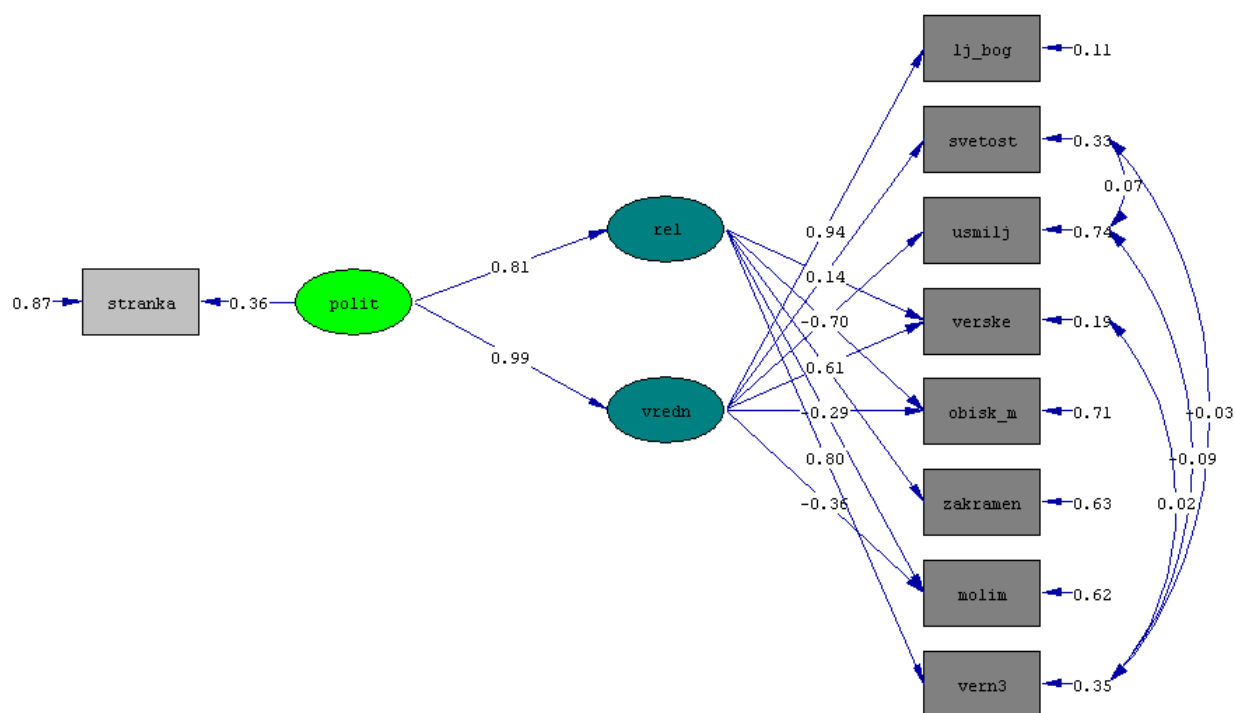 lj_bog
0.11
svetost
0.33
0.07
usmilj
0.74
rel
0.94
0.81
0.14
0.87
stranka
0.36
polit
-0.70
verske
0.19
0.99
0.61
vredn
-0.29
obisk_m
0.71
-0.03
0.80
-0.09
-0.36
zakramen
0.63
0.02
molim
0.62
vern3
0.35